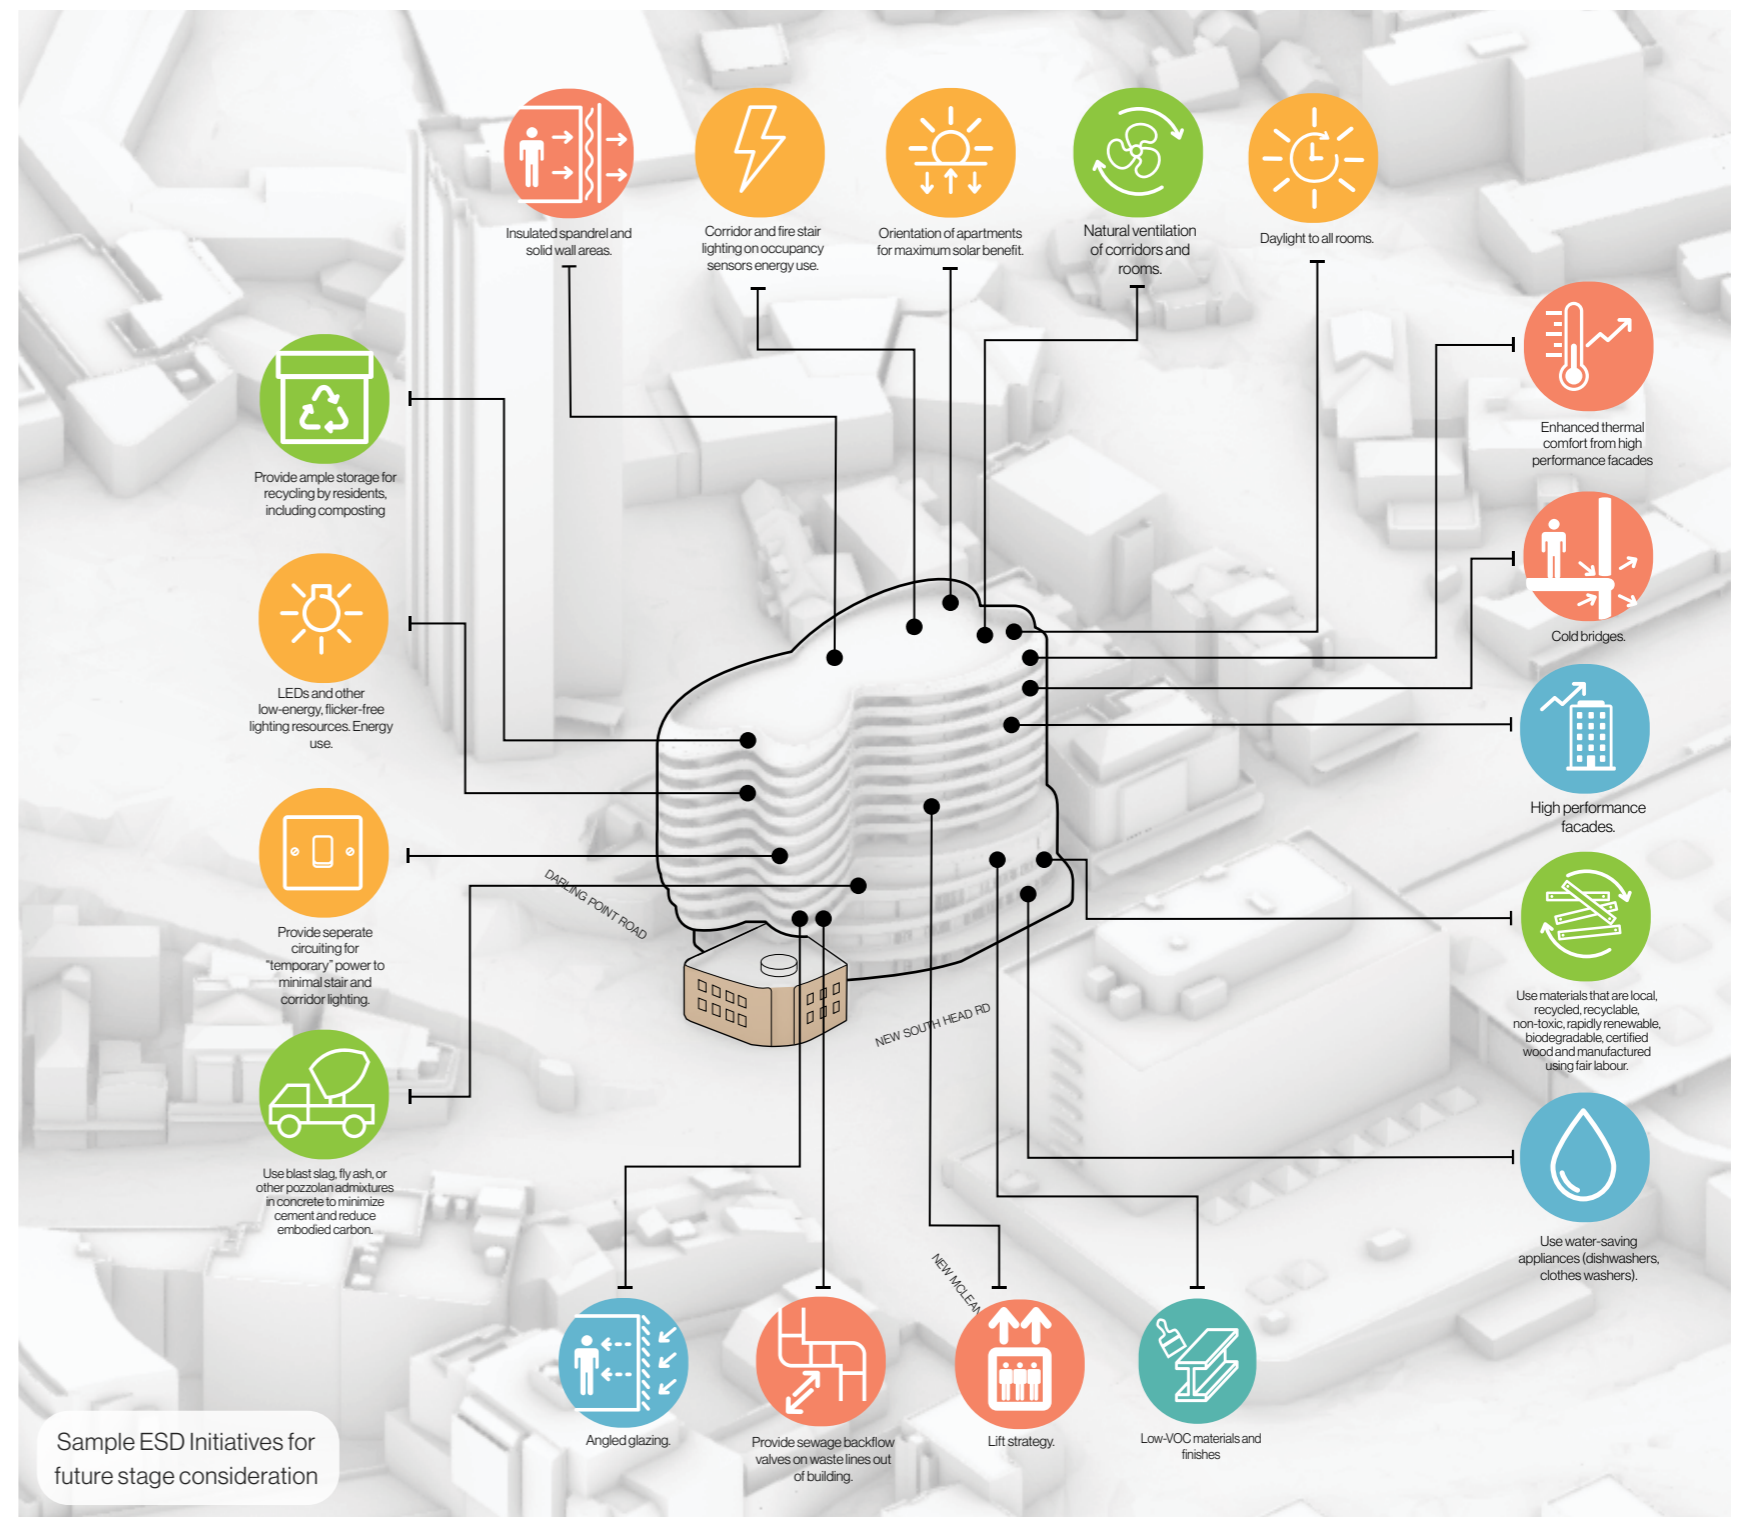 Insulated spandrel and
solid wall areas.
Corridor and fire stair
lighting on occupancy
sensors energy use.
Orientation of apartments
for maximum solar benefit.
Natural ventilation
of corridors and
rooms.
Daylight to all rooms.
Enhanced thermal
comfort from high
performance facades
Provide ample storage for
recycling by residents,
including composting
Cold bridges.
LEDs and other
low-energy, flicker-free
lighting resources. Energy
use.
High performance
facades.
Provide seperate
circuiting for
"temporary" power to
minimal stair and
corridor lighting.
DARLING POINT ROAD
NEW SOUTH HEAD RD
Use materials that are local,
recycled, recyclable,
non-toxic, rapidly renewable,
biodegradable, certified
wood and manufactured
using fair labour.
Use blast slag, fly ash, or
other pozzolan admixtures
in concrete to minimize
cement and reduce
embodied carbon.
Use water-saving
appliances (dishwashers,
clothes washers).
NEW MCLEAN
Angled glazing.
Provide sewage backflow
valves on waste lines out
of building.
Lift strategy.
Low-VOC materials and
finishes
Sample ESD Initiatives for
future stage consideration